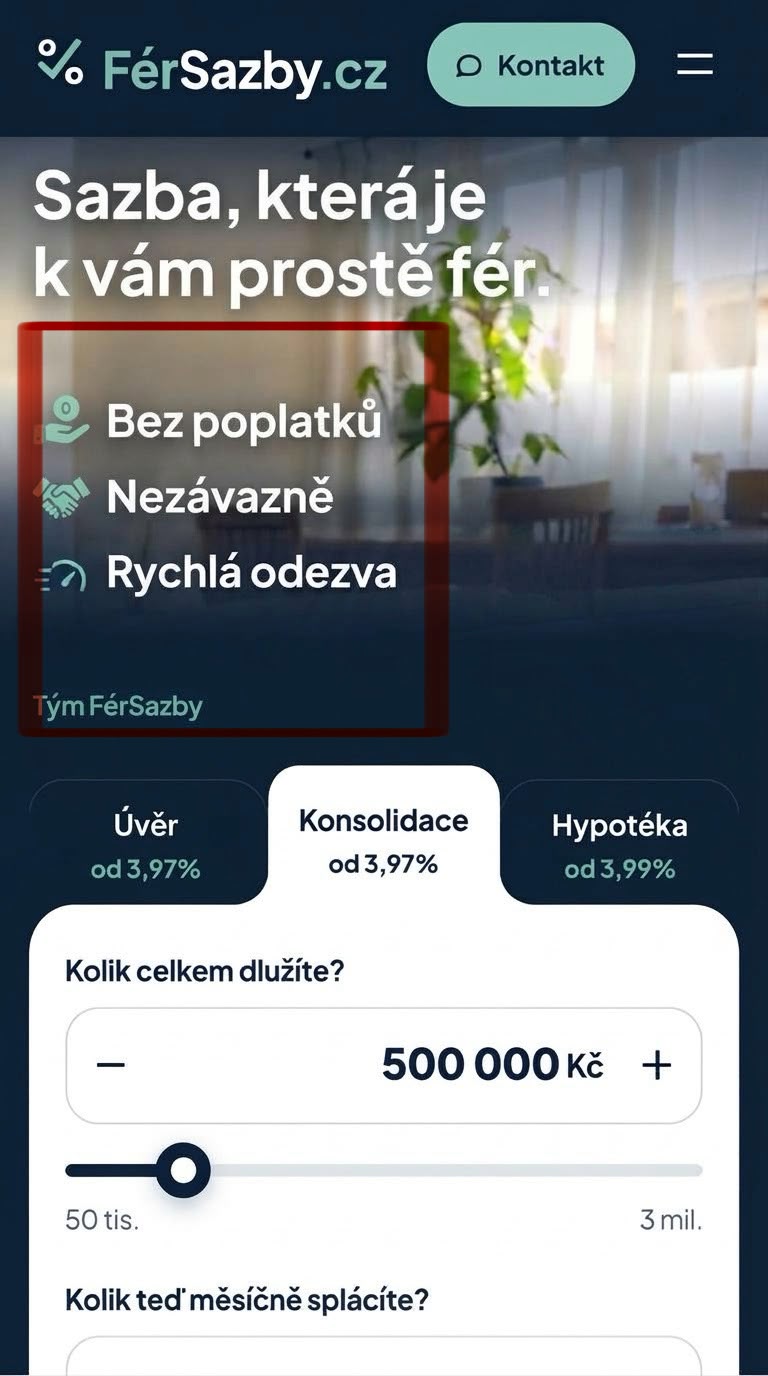 FérSazby.cz
Kontakt
Sazba, která je
k vám prostě fér.
Bez poplatků
Nezávazně
Rychlá odezva
Tým FérSazby
Úvěr
od 3,97%
Konsolidace
od 3,97%
Hypotéka
od 3,99%
Kolik celkem dlužíte?
− 500 000 Kč +
50 tis. 3 mil.
Kolik teď měsíčně splácíte?